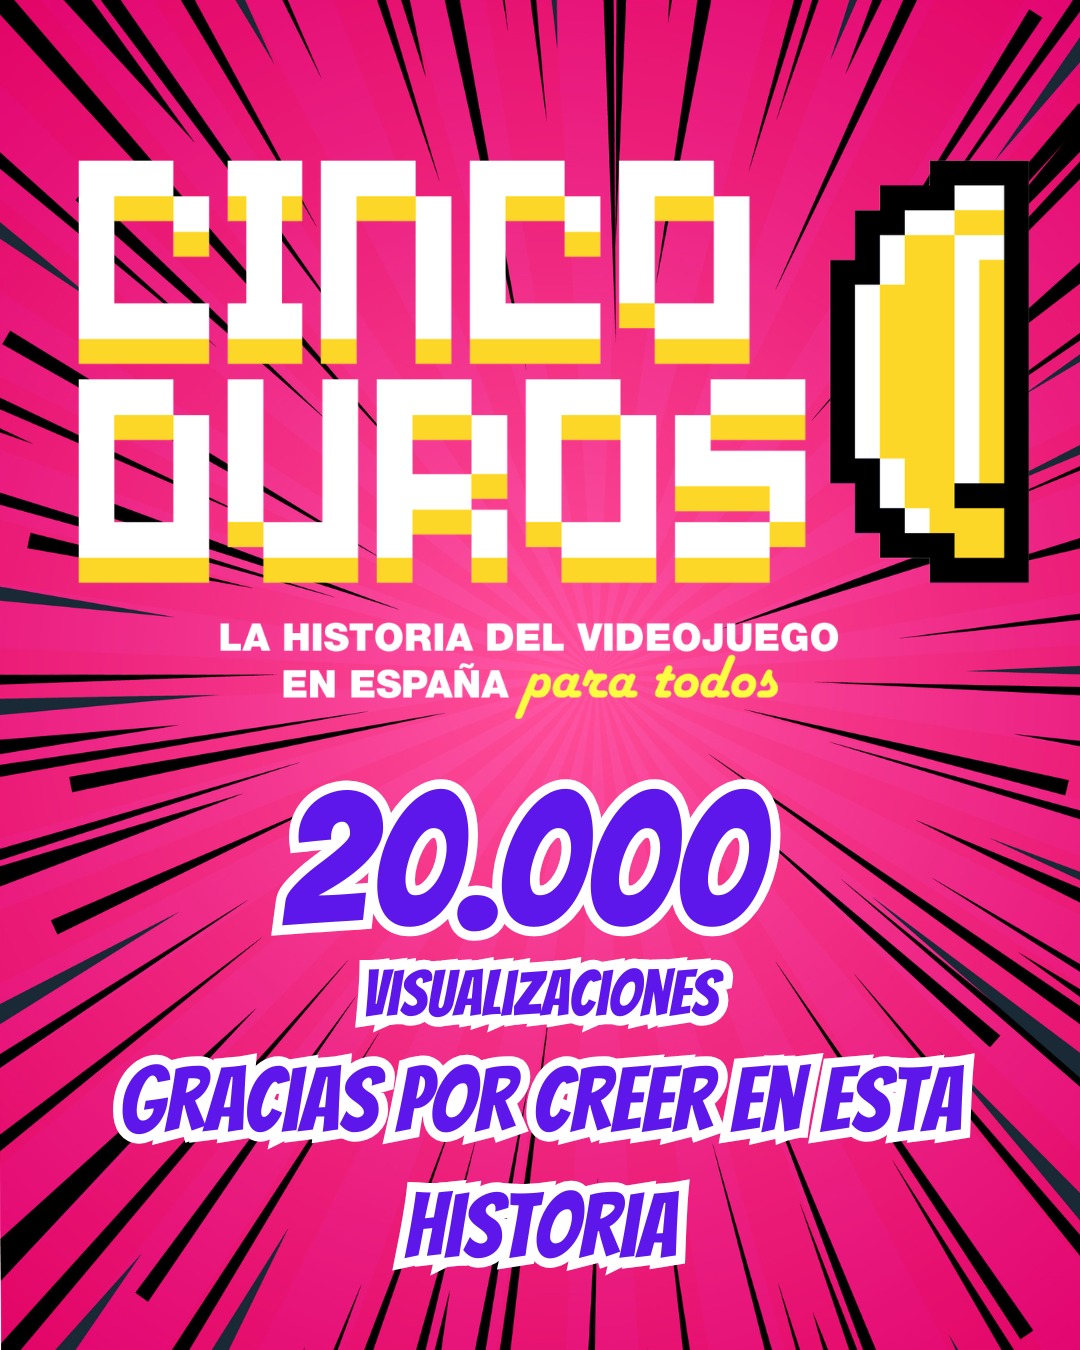 CINCO
DUROS
LA HISTORIA DEL VIDEOJUEGO
EN ESPAÑA para todos
20.000
VISUALIZACIONES
GRACIAS POR CREER EN ESTA
HISTORIA